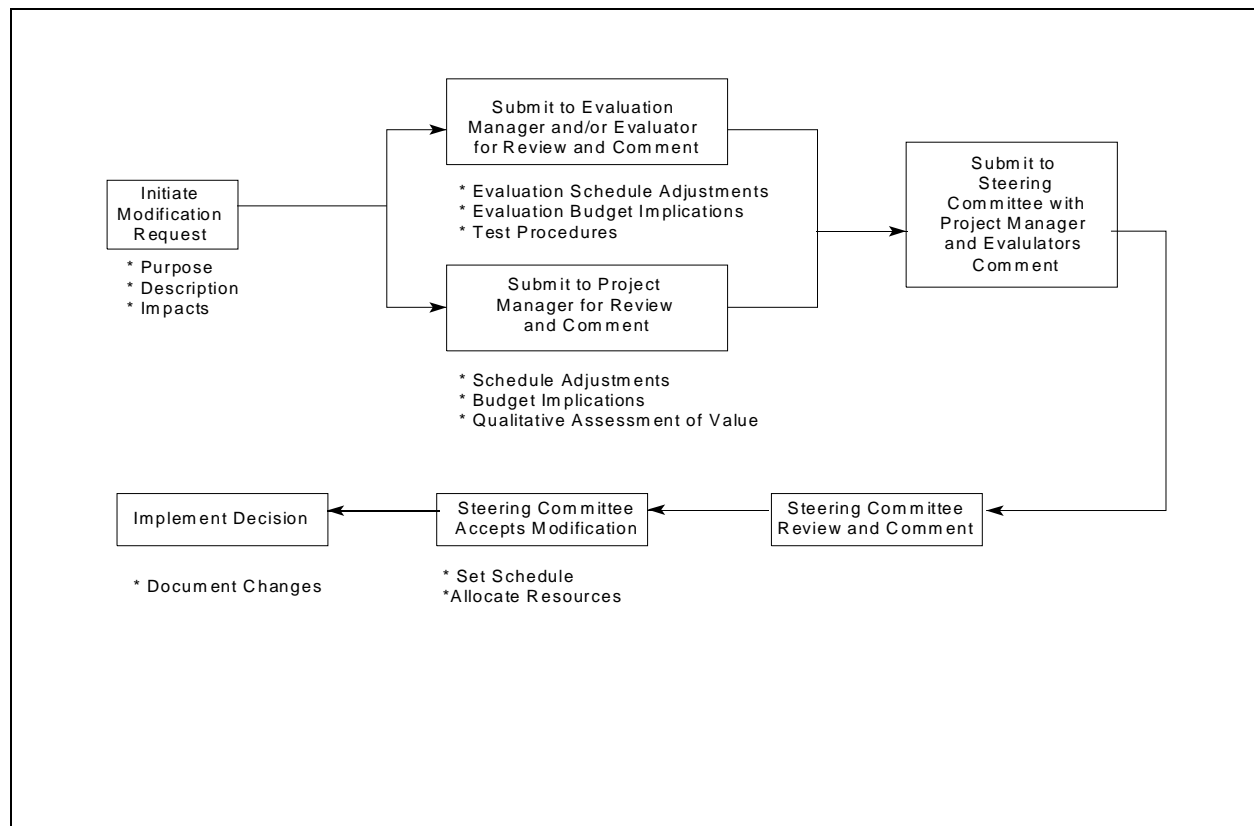 Initiate
Modification
Request
* Purpose
* Description
* Impacts
Submit to Evaluation
Manager and/or Evaluator
for Review and Comment
* Evaluation Schedule Adjustments
* Evaluation Budget Implications
* Test Procedures
Submit to Project
Manager for Review
and Comment
* Schedule Adjustments
* Budget Implications
* Qualitative Assessment of Value
Submit to
Steering
Committee with
Project Manager
and Evalulators
Comment
Steering Committee
Review and Comment
Steering Committee
Accepts Modification
* Set Schedule
*Allocate Resources
Implement Decision
* Document Changes